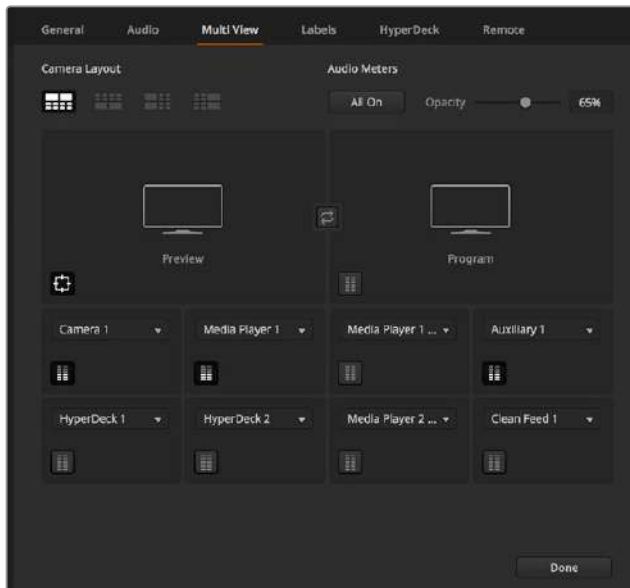 General Audio Multi View Labels HyperDeck Remote
Camera Layout Audio Meters
All On Opacity 65%
Preview Program
Camera 1 Media Player 1 Media Player 1 ... Auxiliary 1
HyperDeck 1 HyperDeck 2 Media Player 2 ... Clean Feed 1
Done